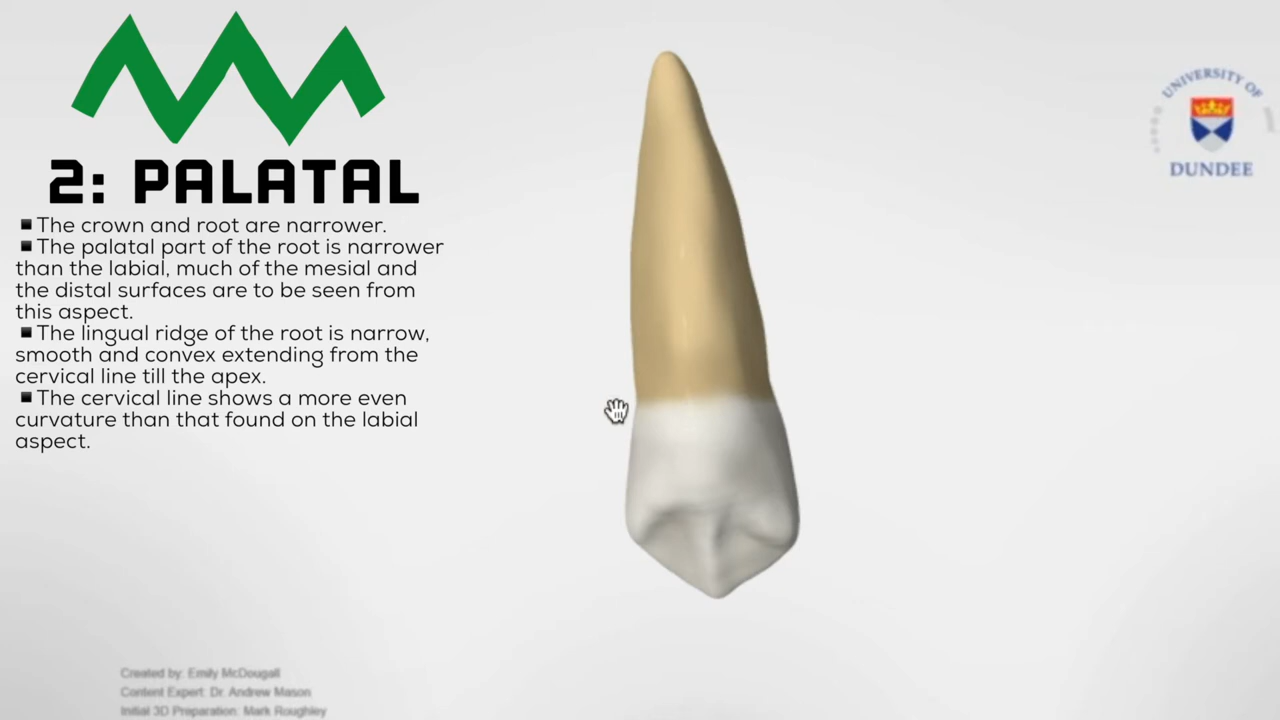 2: PALATAL
▪The crown and root are narrower.
▪The palatal part of the root is narrower
than the labial, much of the mesial and
the distal surfaces are to be seen from
this aspect.
▪The lingual ridge of the root is narrow,
smooth and convex extending from the
cervical line till the apex.
▪The cervical line shows a more even
curvature than that found on the labial
aspect.
UNIVERSITY OF
DUNDEE
Created by: Emily McDougall
Content Expert: Dr. Andrew Mason
Initial 3D Preparation: Mark Roughley